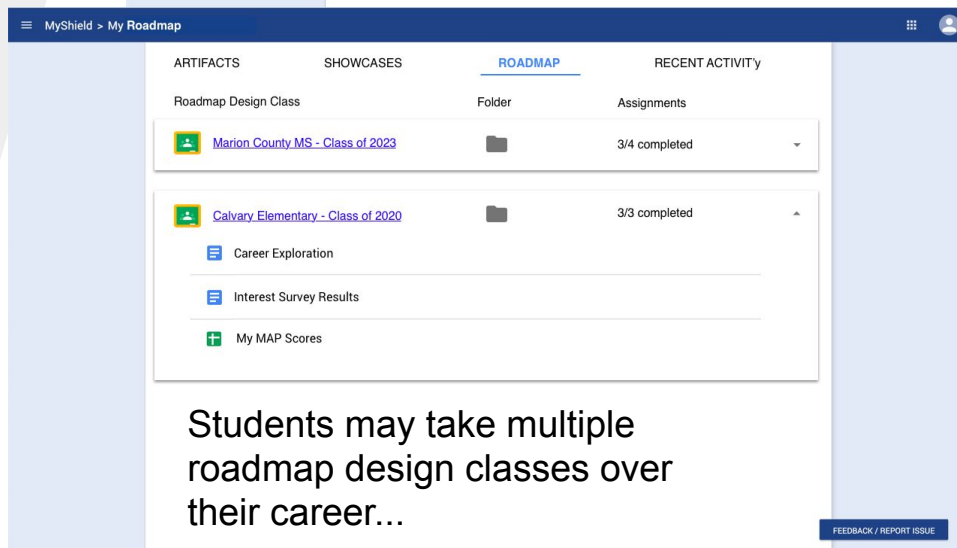 MyShield > My Roadmap
ARTIFACTS SHOWCASES ROADMAP RECENT ACTIVIT'y
Roadmap Design Class Folder Assignments
Marion County MS - Class of 2023 3/4 completed
Calvary Elementary - Class of 2020 3/3 completed
Career Exploration
Interest Survey Results
My MAP Scores
Students may take multiple
roadmap design classes over
their career...
FEEDBACK / REPORT ISSUE